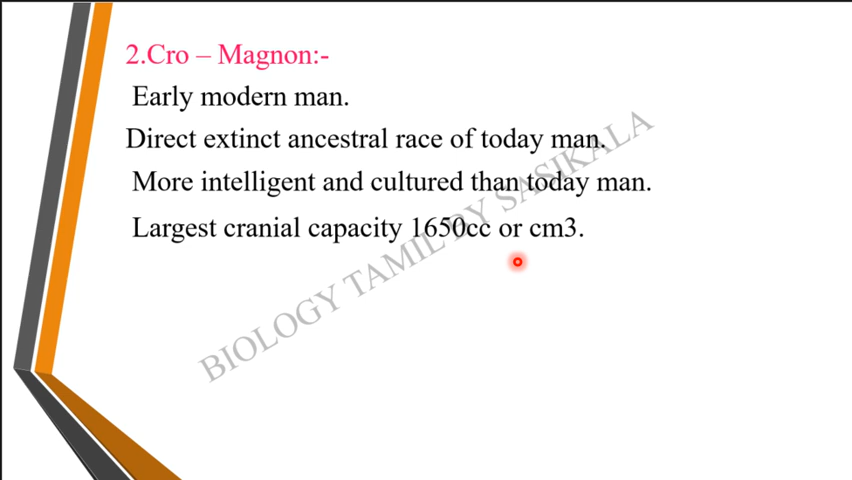 2.Cro – Magnon:-
Early modern man.
Direct extinct ancestral race of today man.
More intelligent and cultured than today man.
Largest cranial capacity 1650cc or cm3.
BIOLOGY TAMIL BY SASIKALA